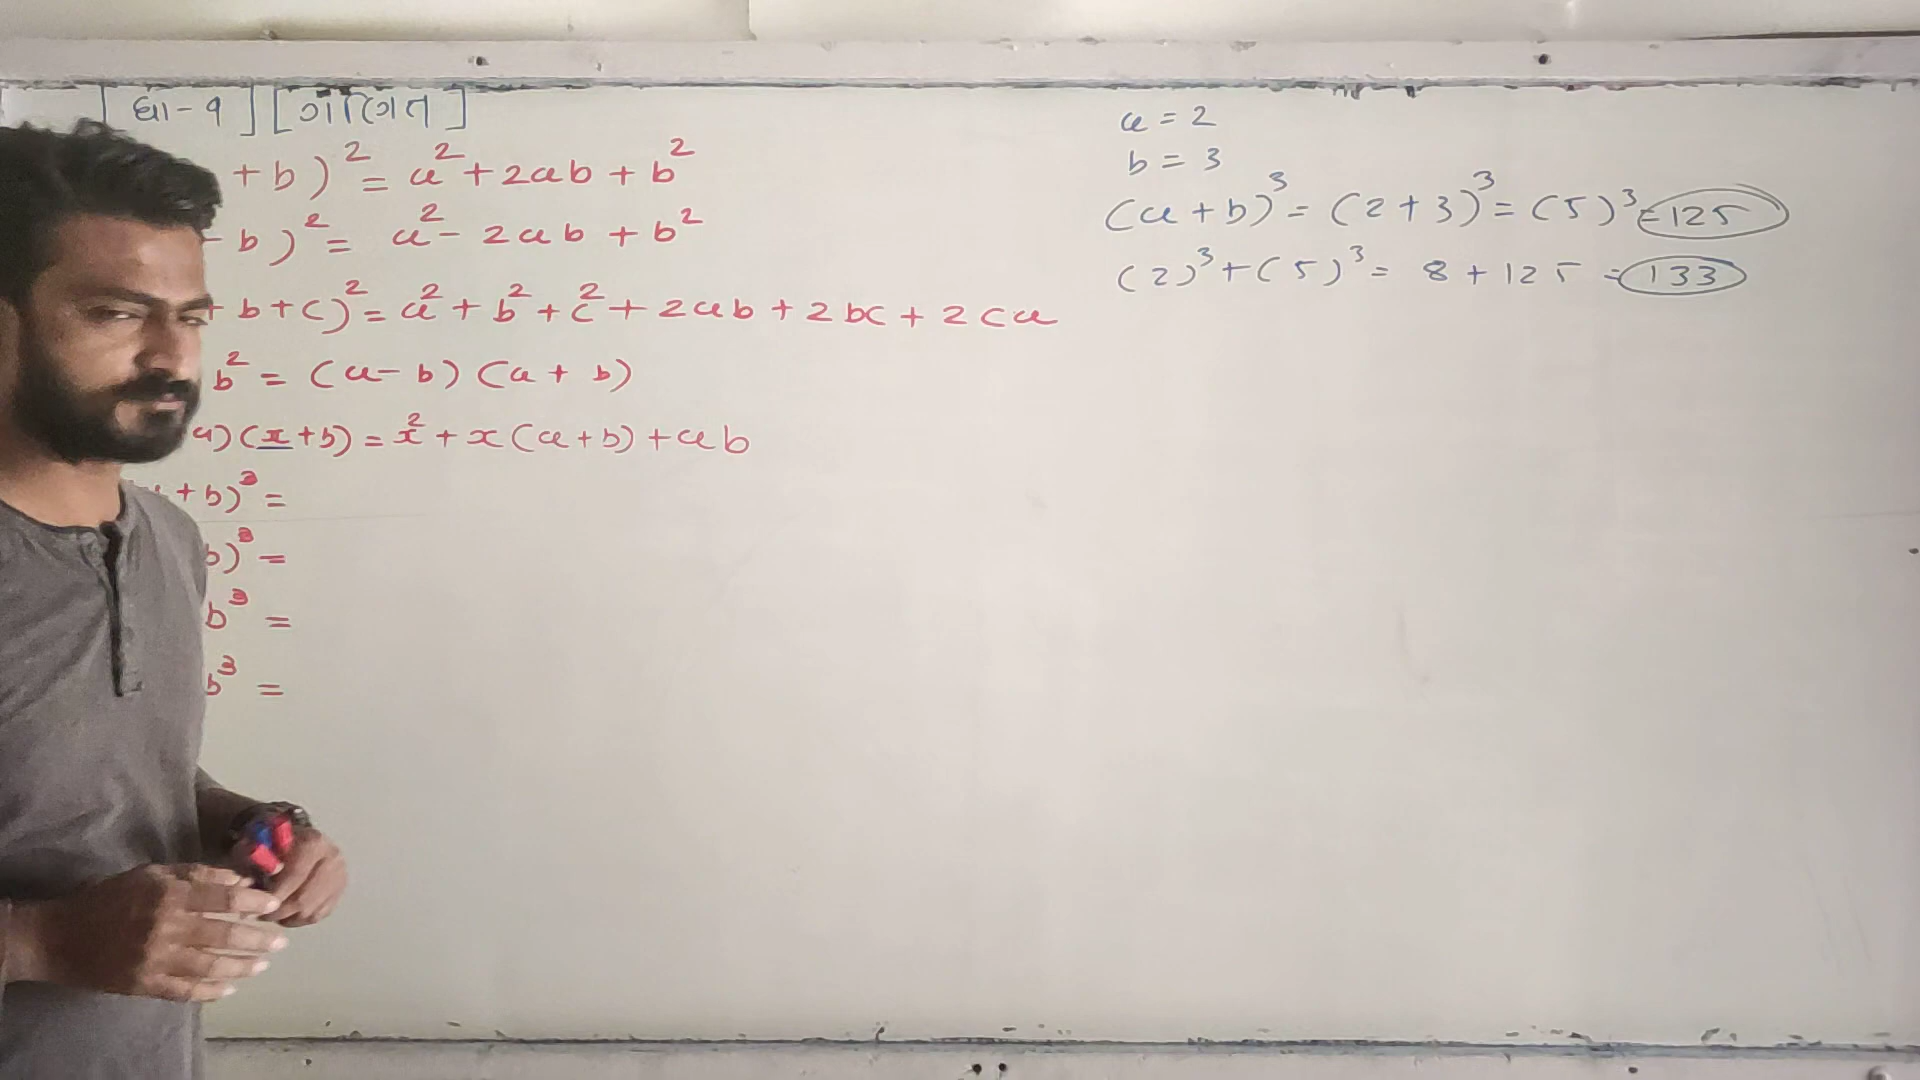 [ ધો-૧ ] [ ગણિત ]
+b)² = a² + 2ab + b²
- b)² = a² - 2ab + b²
+ b + c)² = a² + b² + c² + 2ab + 2bc + 2ca
b² = (a - b) (a + b)
a) (x + b) = x² + x (a + b) + ab
+ b)³ =
b)³ =
b³ =
b³ =
a = 2
b = 3
(a + b)³ = (2 + 3)³ = (5)³ = 125
(2)³ + (5)³ = 8 + 125 = 133